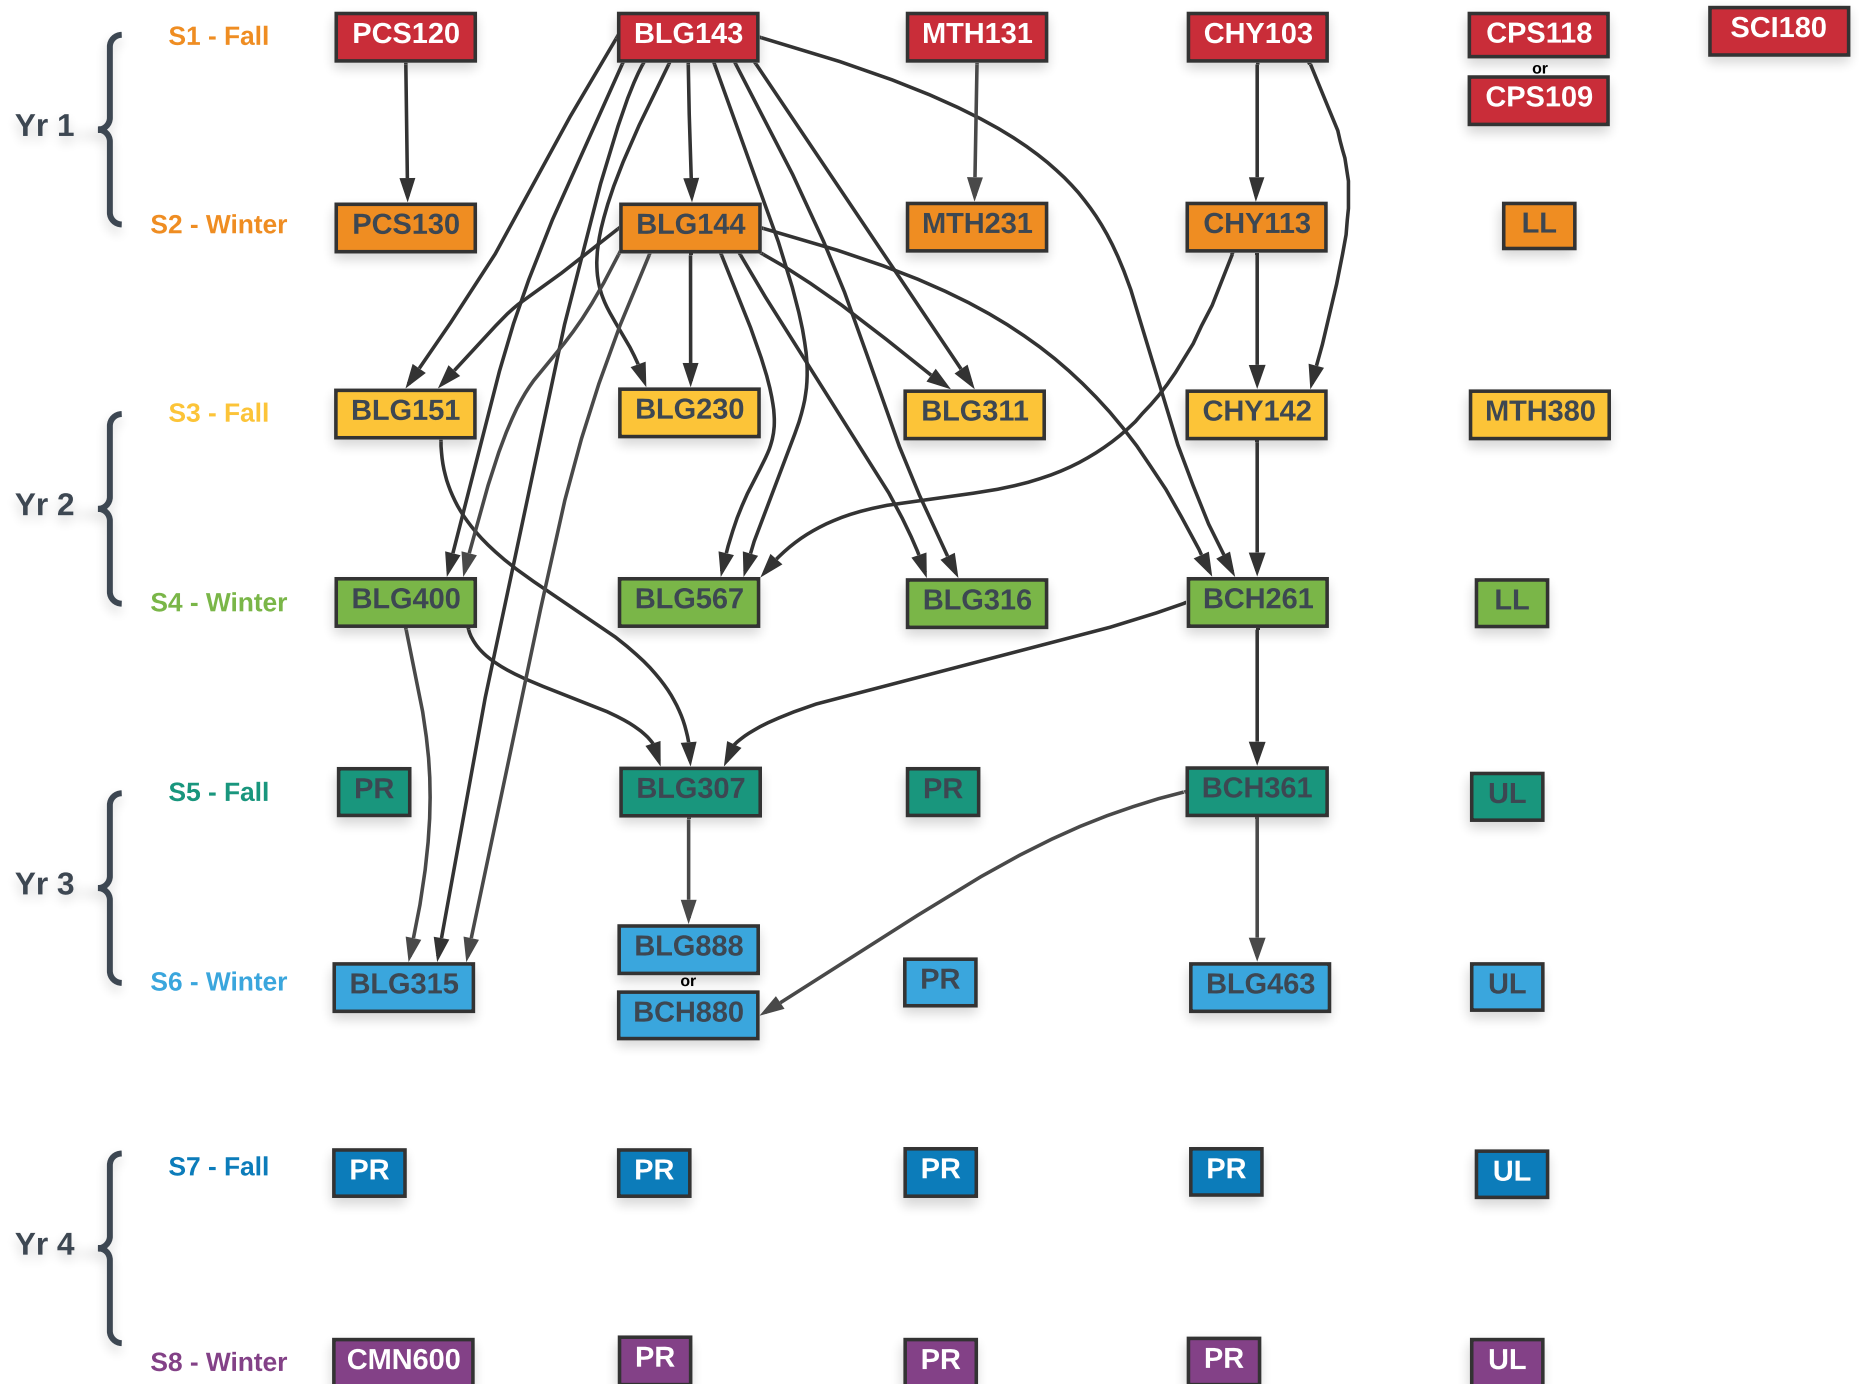 S1 - Fall PCS120 BLG143 MTH131 CHY103 CPS118 SCI180
or
CPS109
Yr 1
S2 - Winter PCS130 BLG144 MTH231 CHY113 LL
S3 - Fall BLG151 BLG230 BLG311 CHY142 MTH380
Yr 2
S4 - Winter BLG400 BLG567 BLG316 BCH261 LL
S5 - Fall PR BLG307 PR BCH361 UL
Yr 3
BLG888
S6 - Winter BLG315 or PR BLG463 UL
BCH880
S7 - Fall PR PR PR PR UL
Yr 4
S8 - Winter CMN600 PR PR PR UL